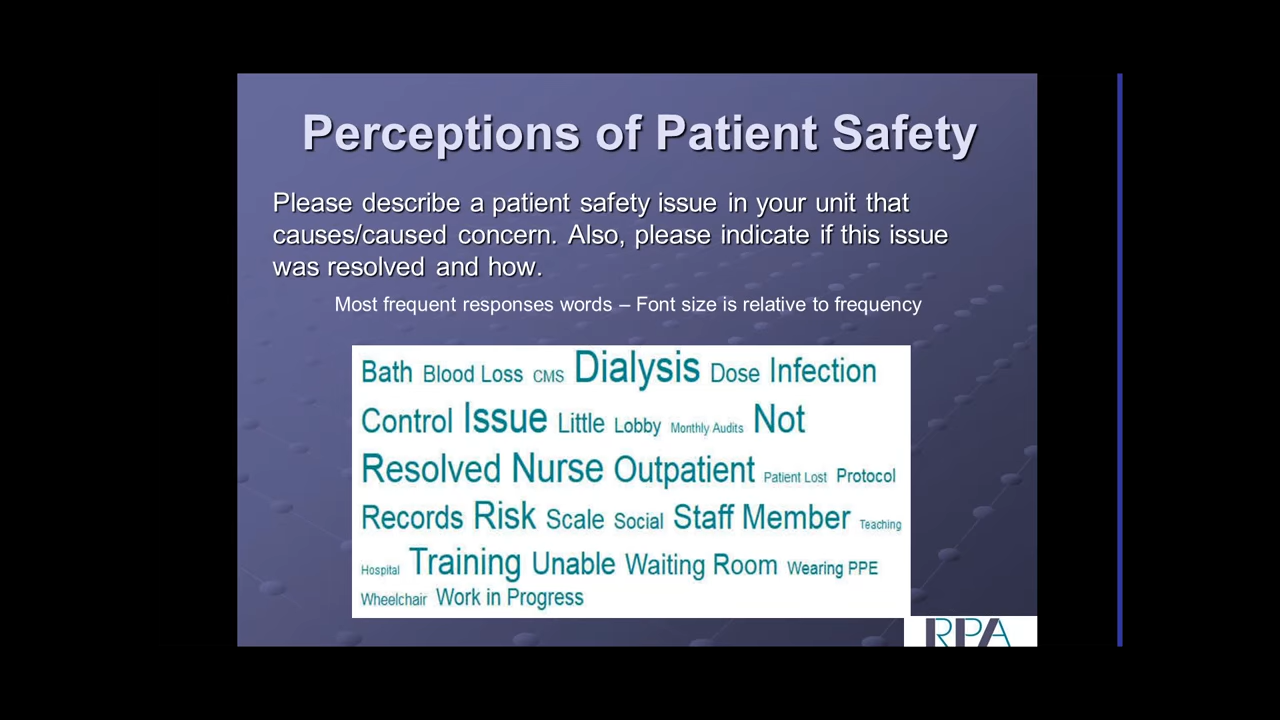 Perceptions of Patient Safety
Please describe a patient safety issue in your unit that
causes/caused concern. Also, please indicate if this issue
was resolved and how.
Most frequent responses words – Font size is relative to frequency
Bath Blood Loss CMS Dialysis Dose Infection
Control Issue Little Lobby Monthly Audits Not
Resolved Nurse Outpatient Patient Lost Protocol
Records Risk Scale Social Staff Member Teaching
Hospital Training Unable Waiting Room Wearing PPE
Wheelchair Work in Progress
RPA